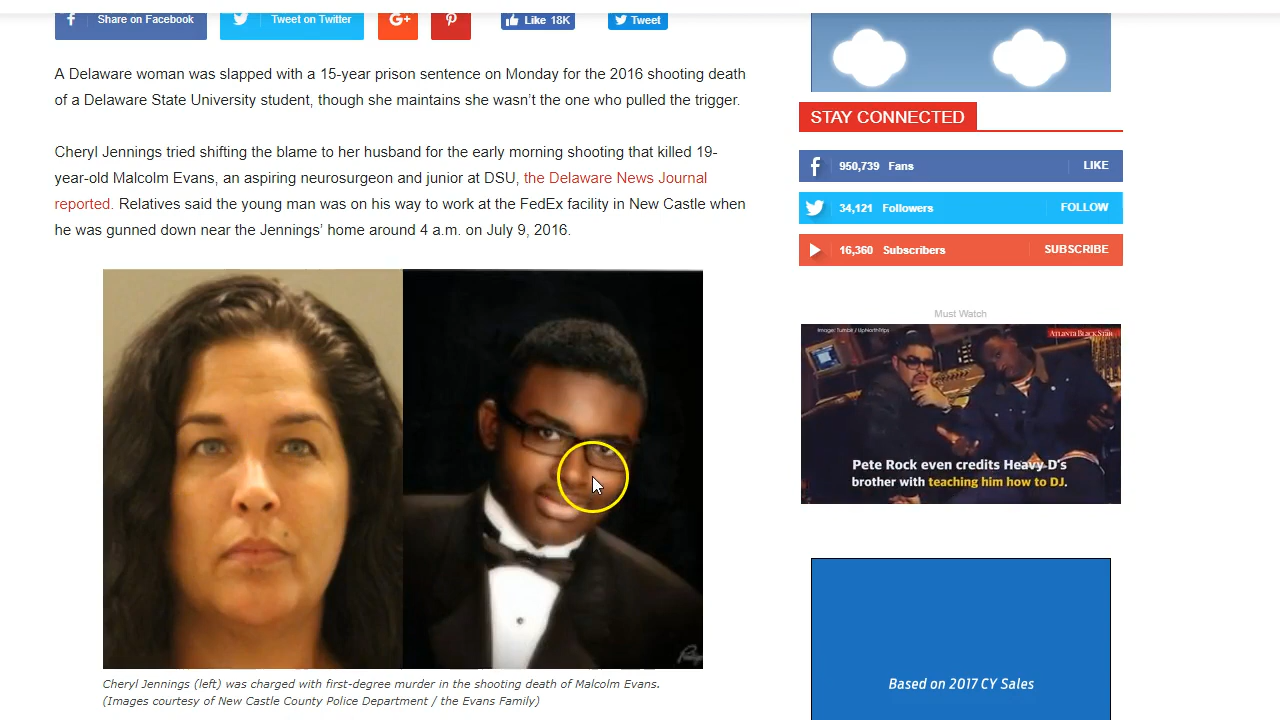 Share on Facebook
Tweet on Twitter
G+
Like 18K
Tweet
A Delaware woman was slapped with a 15-year prison sentence on Monday for the 2016 shooting death
of a Delaware State University student, though she maintains she wasn’t the one who pulled the trigger.
Cheryl Jennings tried shifting the blame to her husband for the early morning shooting that killed 19-
year-old Malcolm Evans, an aspiring neurosurgeon and junior at DSU, the Delaware News Journal
reported. Relatives said the young man was on his way to work at the FedEx facility in New Castle when
he was gunned down near the Jennings’ home around 4 a.m. on July 9, 2016.
Cheryl Jennings (left) was charged with first-degree murder in the shooting death of Malcolm Evans.
(Images courtesy of New Castle County Police Department / the Evans Family)
STAY CONNECTED
950,739 Fans LIKE
34,121 Followers FOLLOW
16,360 Subscribers SUBSCRIBE
Must Watch
Image: Tumblr / UpNorthTrips
ATLANTA BLACK STAR
Pete Rock even credits Heavy-D's
brother with teaching him how to DJ.
Based on 2017 CY Sales